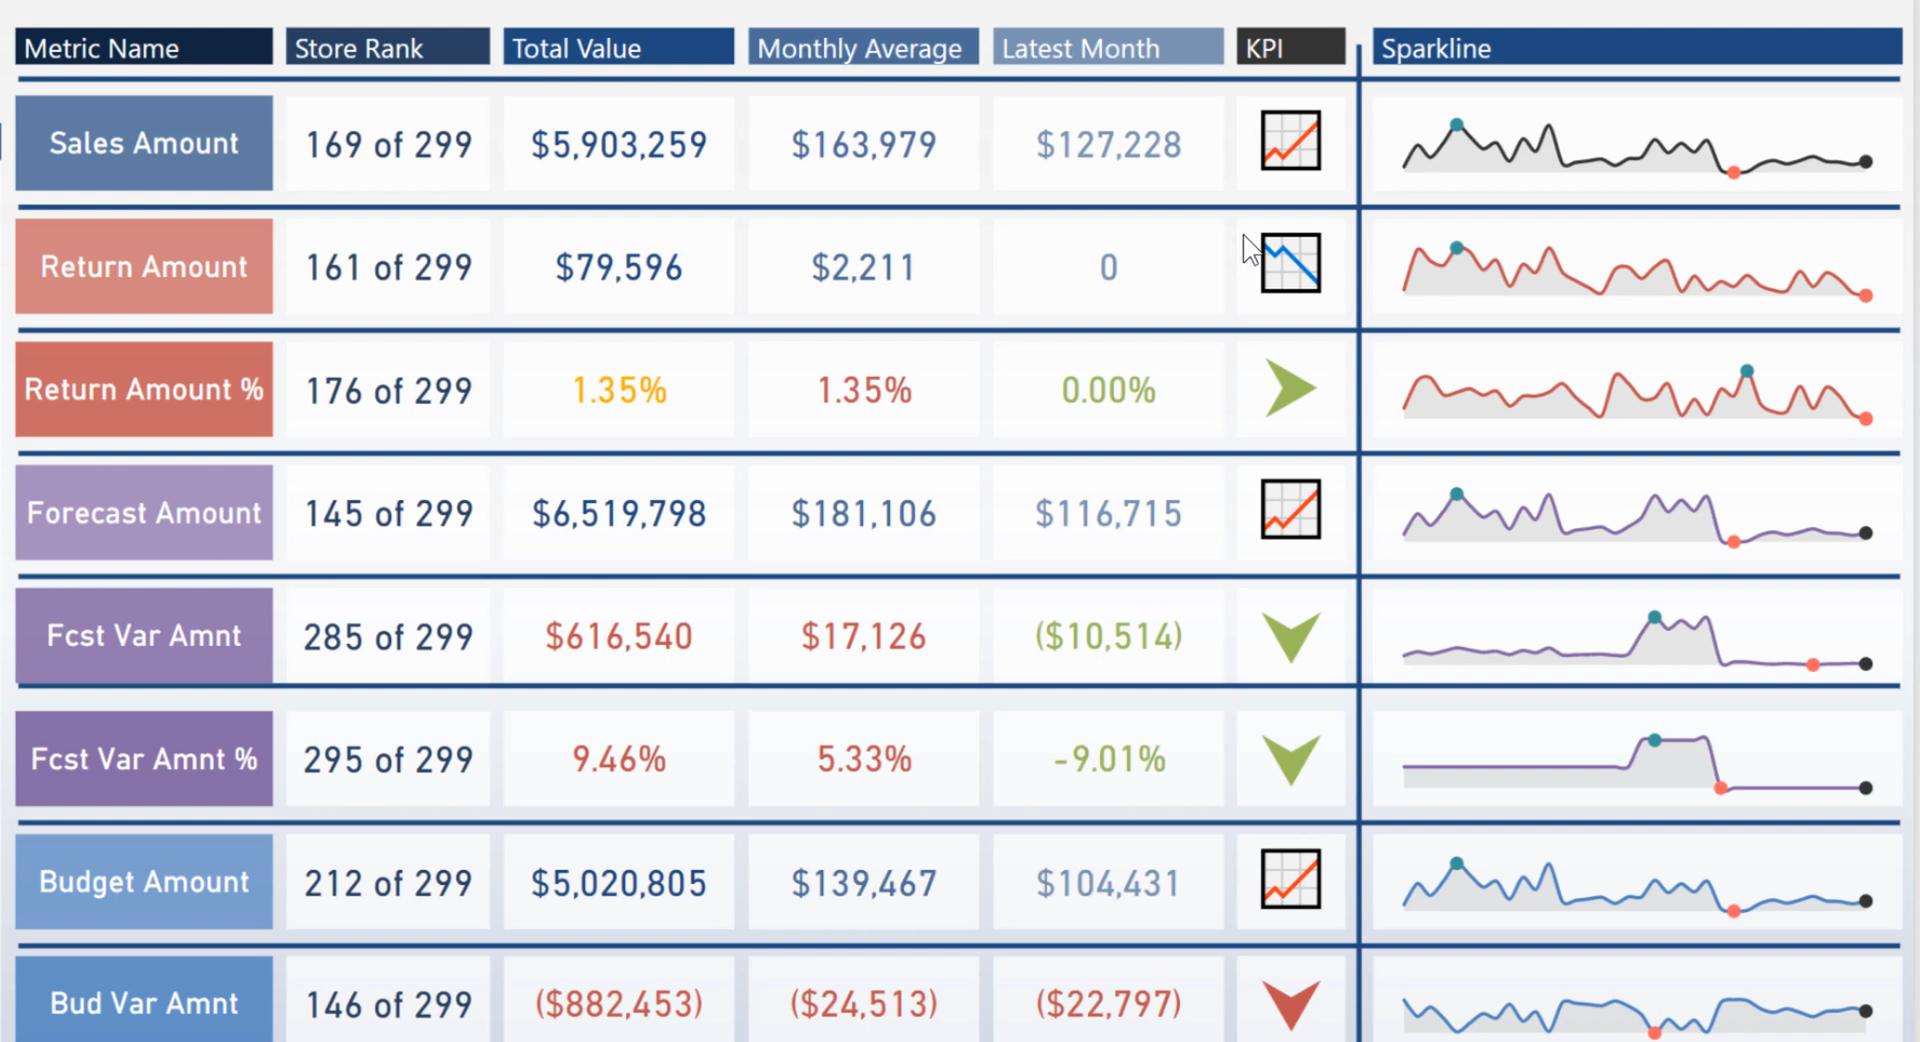 Metric Name Store Rank Total Value Monthly Average Latest Month KPI Sparkline
Sales Amount 169 of 299 $5,903,259 $163,979 $127,228
Return Amount 161 of 299 $79,596 $2,211 0
Return Amount % 176 of 299 1.35% 1.35% 0.00%
Forecast Amount 145 of 299 $6,519,798 $181,106 $116,715
Fcst Var Amnt 285 of 299 $616,540 $17,126 ($10,514)
Fcst Var Amnt % 295 of 299 9.46% 5.33% -9.01%
Budget Amount 212 of 299 $5,020,805 $139,467 $104,431
Bud Var Amnt 146 of 299 ($882,453) ($24,513) ($22,797)